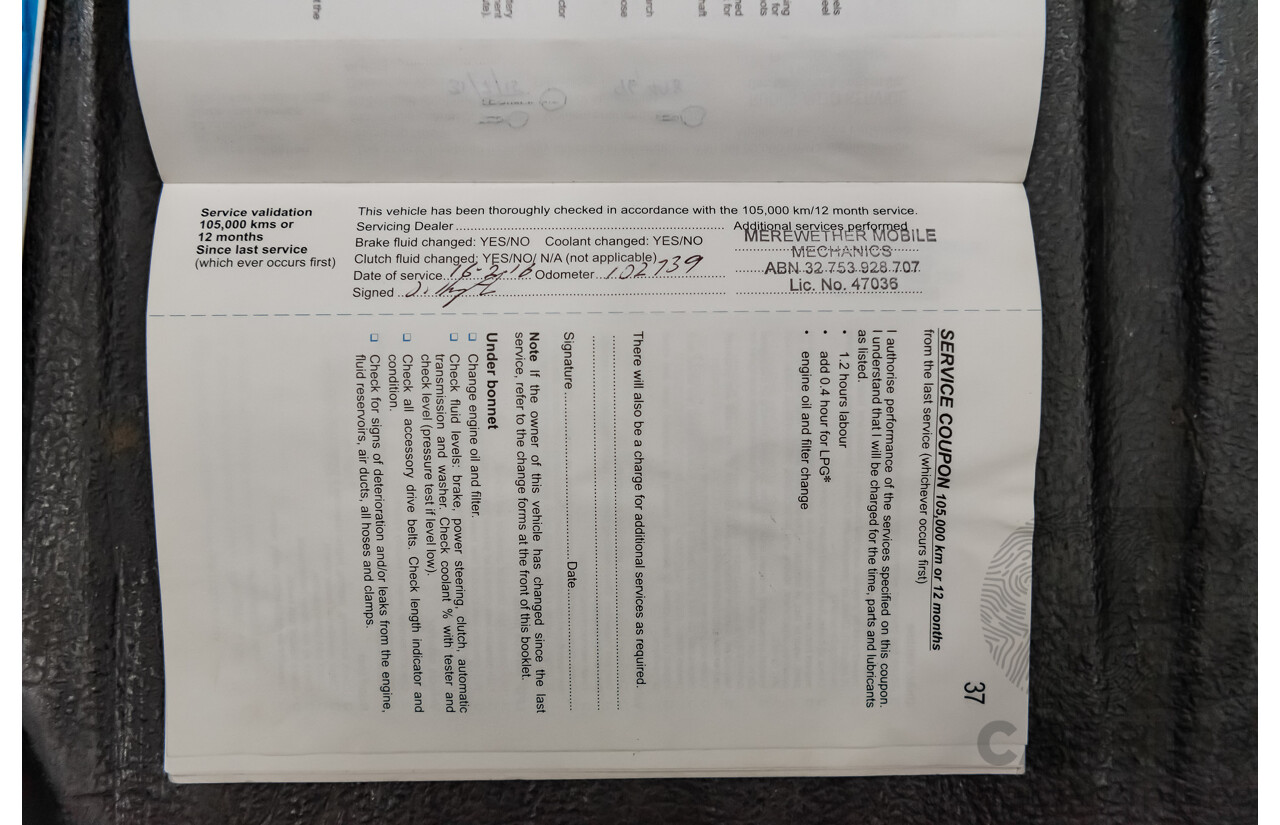 Service validation
105,000 kms or
12 months
Since last service
(which ever occurs first)
This vehicle has been thoroughly checked in accordance with the 105,000 km/12 month service.
Servicing Dealer
Additional services performed
Brake fluid changed: YES/NO Coolant changed: YES/NO
Clutch fluid changed: YES/NO/ N/A (not applicable)
Date of service 16-2-16 Odometer 102739
Signed
MEREWETHER MOBILE
MECHANICS
ABN 32 753 928 707
Lic. No. 47036
SERVICE COUPON 105,000 km or 12 months
from the last service (whichever occurs first)
I authorise performance of the services specified on this coupon.
I understand that I will be charged for the time, parts and lubricants
as listed.
• 1.2 hours labour
• add 0.4 hour for LPG*
• engine oil and filter change
There will also be a charge for additional services as required.
Signature Date
Note If the owner of this vehicle has changed since the last
service, refer to the change forms at the front of this booklet.
Under bonnet
❑ Change engine oil and filter.
❑ Check fluid levels: brake, power steering, clutch, automatic
transmission and washer. Check coolant % with tester and
check level (pressure test if level low).
❑ Check all accessory drive belts. Check length indicator and
condition.
❑ Check for signs of deterioration and/or leaks from the engine,
fluid reservoirs, air ducts, all hoses and clamps.
37
C